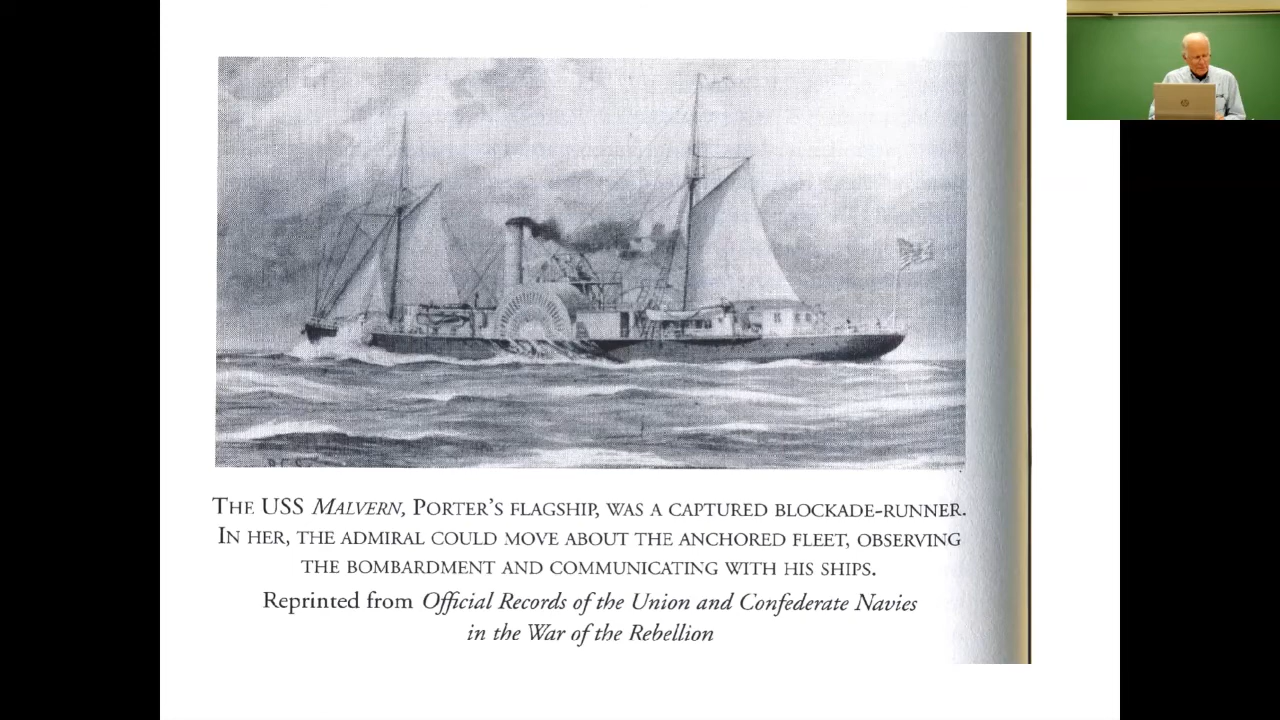 The USS Malvern, Porter's flagship, was a captured blockade-runner.
In her, the admiral could move about the anchored fleet, observing
the bombardment and communicating with his ships.
Reprinted from Official Records of the Union and Confederate Navies
in the War of the Rebellion